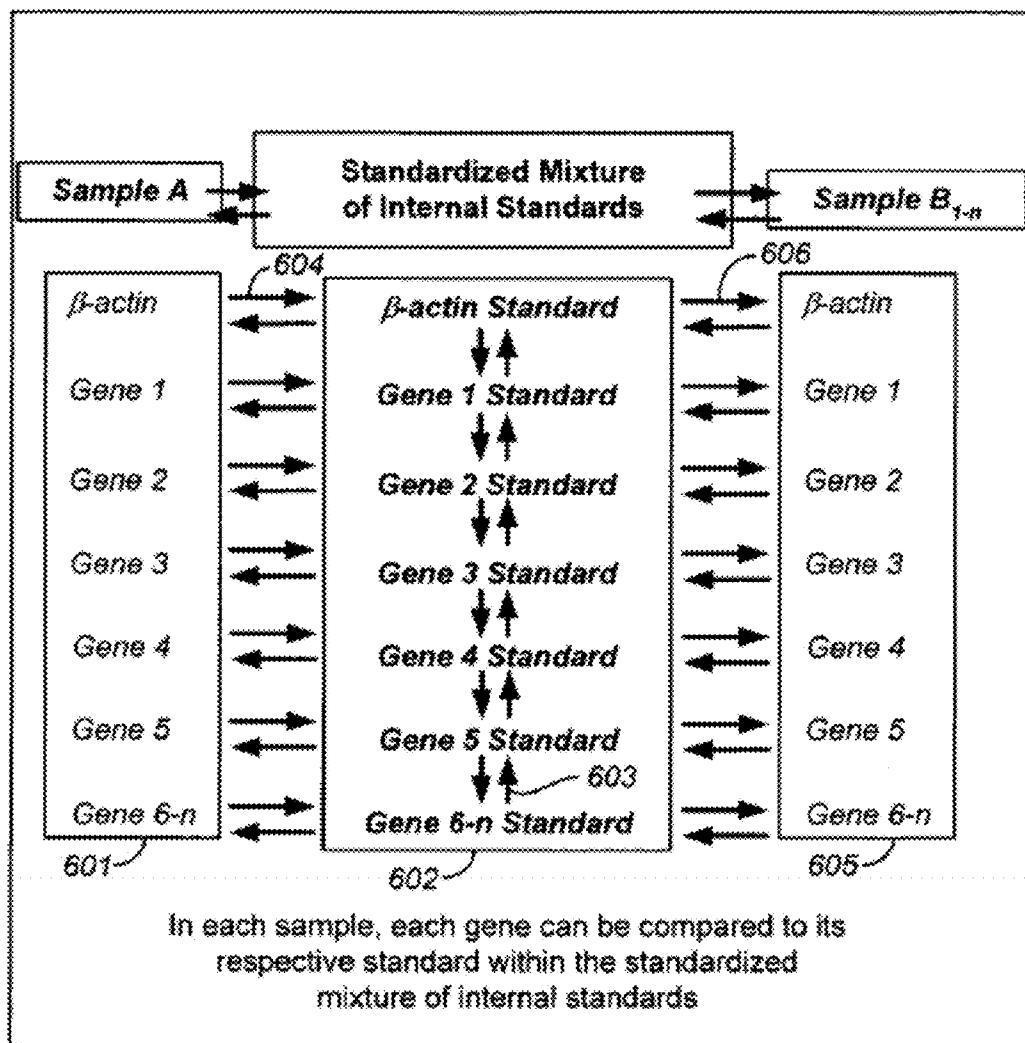 Standardized Mixture
of Internal Standards
Sample A
Sample B1-n
604
606
β-actin
β-actin Standard
β-actin
Gene 1
Gene 1 Standard
Gene 1
Gene 2
Gene 2 Standard
Gene 2
Gene 3
Gene 3 Standard
Gene 3
Gene 4
Gene 4 Standard
Gene 4
Gene 5
Gene 5 Standard
Gene 5
603
Gene 6-n
Gene 6-n Standard
Gene 6-n
601
602
605
In each sample, each gene can be compared to its
respective standard within the standardized
mixture of internal standards